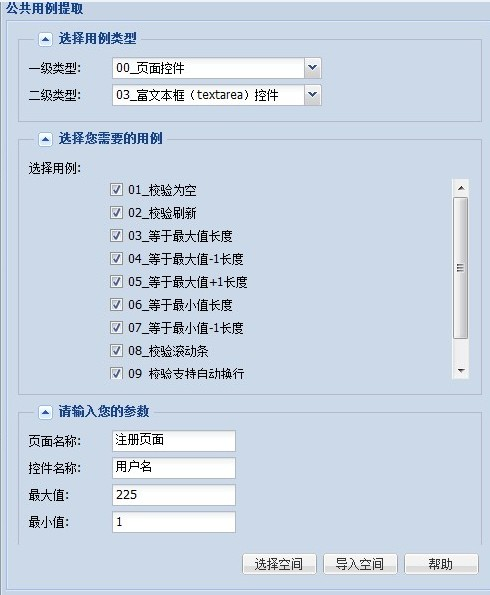 公共用例提取
选择用例类型
一级类型: 00_页面控件
二级类型: 03_富文本框（textarea）控件
选择您需要的用例
选择用例:
01_校验为空
02_校验刷新
03_等于最大值长度
04_等于最大值-1长度
05_等于最大值+1长度
06_等于最小值长度
07_等于最小值-1长度
08_校验滚动条
09_校验支持自动换行
请输入您的参数
页面名称: 注册页面
控件名称: 用户名
最大值: 225
最小值: 1
选择空间 导入空间 帮助